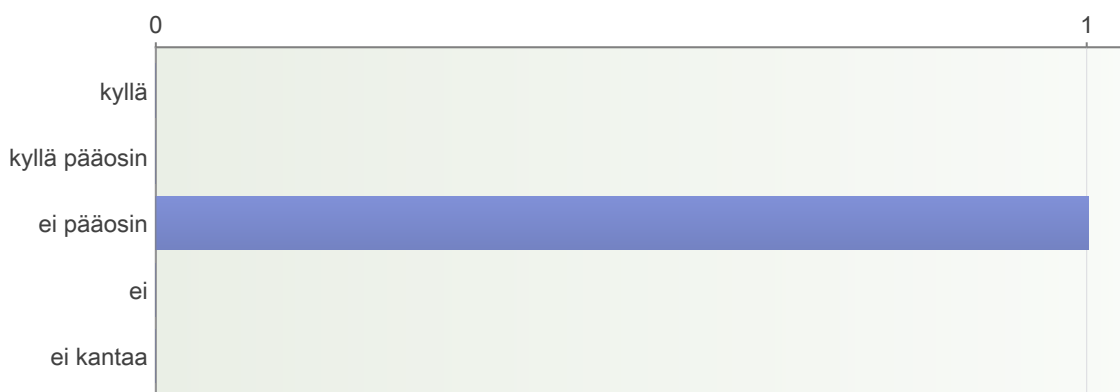 0 1
kyllä
kyllä pääosin
ei pääosin
ei
ei kantaa